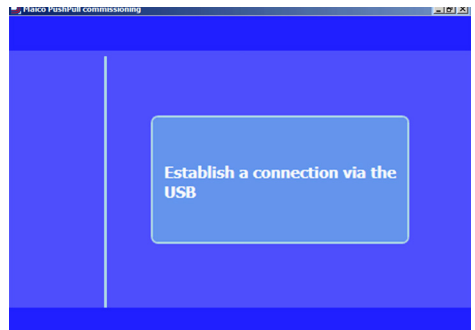 Maico PushPull commissioning
Establish a connection via the
USB